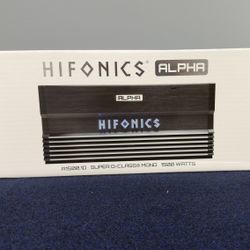 HIFONICS® ALPHA
ALPHA
HIFONICS
A1500.1D SUPER D-CLASS MONO 1500 WATTS